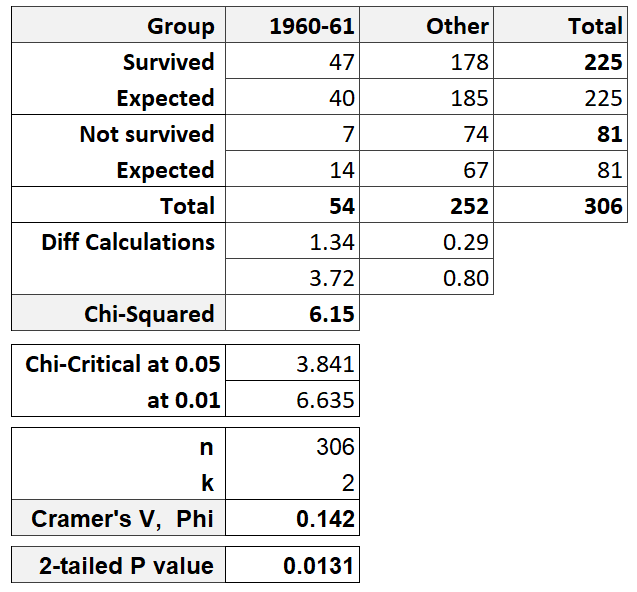 Group 1960-61 Other Total
Survived 47 178 225
Expected 40 185 225
Not survived 7 74 81
Expected 14 67 81
Total 54 252 306
Diff Calculations 1.34 0.29
3.72 0.80
Chi-Squared 6.15
Chi-Critical at 0.05 3.841
at 0.01 6.635
n 306
k 2
Cramer's V, Phi 0.142
2-tailed P value 0.0131